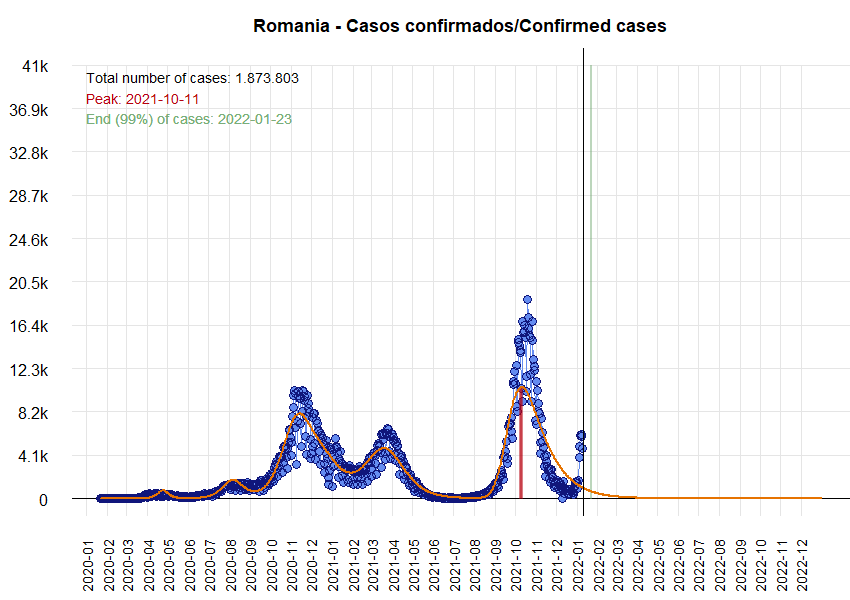 Romania - Casos confirmados/Confirmed cases
Total number of cases: 1.873.803
Peak: 2021-10-11
End (99%) of cases: 2022-01-23
41k
36.9k
32.8k
28.7k
24.6k
20.5k
16.4k
12.3k
8.2k
4.1k
0
2020-01
2020-02
2020-03
2020-04
2020-05
2020-06
2020-07
2020-08
2020-09
2020-10
2020-11
2020-12
2021-01
2021-02
2021-03
2021-04
2021-05
2021-06
2021-07
2021-08
2021-09
2021-10
2021-11
2021-12
2022-01
2022-02
2022-03
2022-04
2022-05
2022-06
2022-07
2022-08
2022-09
2022-10
2022-11
2022-12